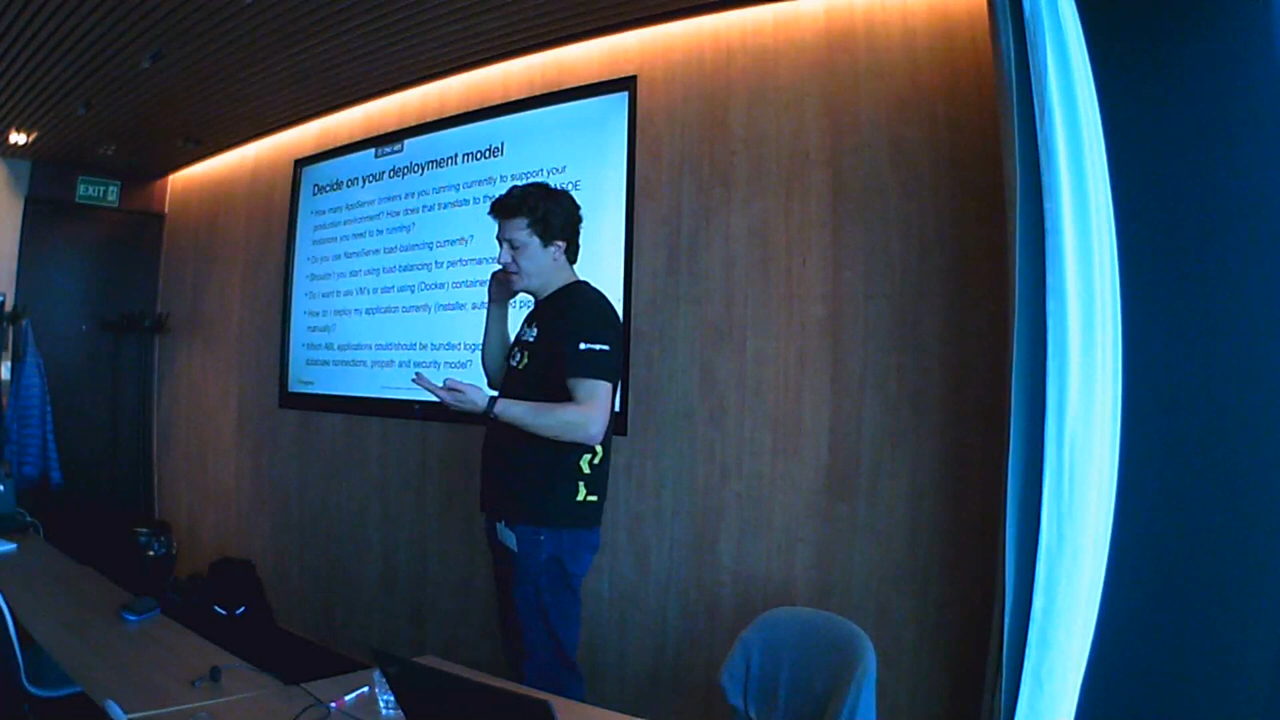 EXIT
Decide on your deployment model
• How many AppServer brokers are you running currently to support your
production environment? How does that translate to the ASOE
instances you need to be running?
• Do you use NameServer load-balancing currently?
• Shouldn't you start using load-balancing for performance
• Do I want to use VM's or start using (Docker) container
• How do I deploy my application currently (installer, pip
manually)?
• Which ABL applications could/should be bundled logic
database connections, propath and security model?
Progress